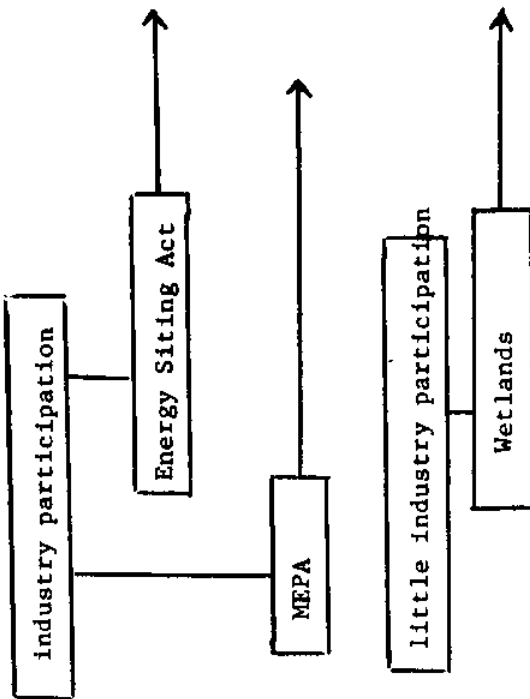 industry participation
Energy Siting Act
MEPA
little industry participation
Wetlands